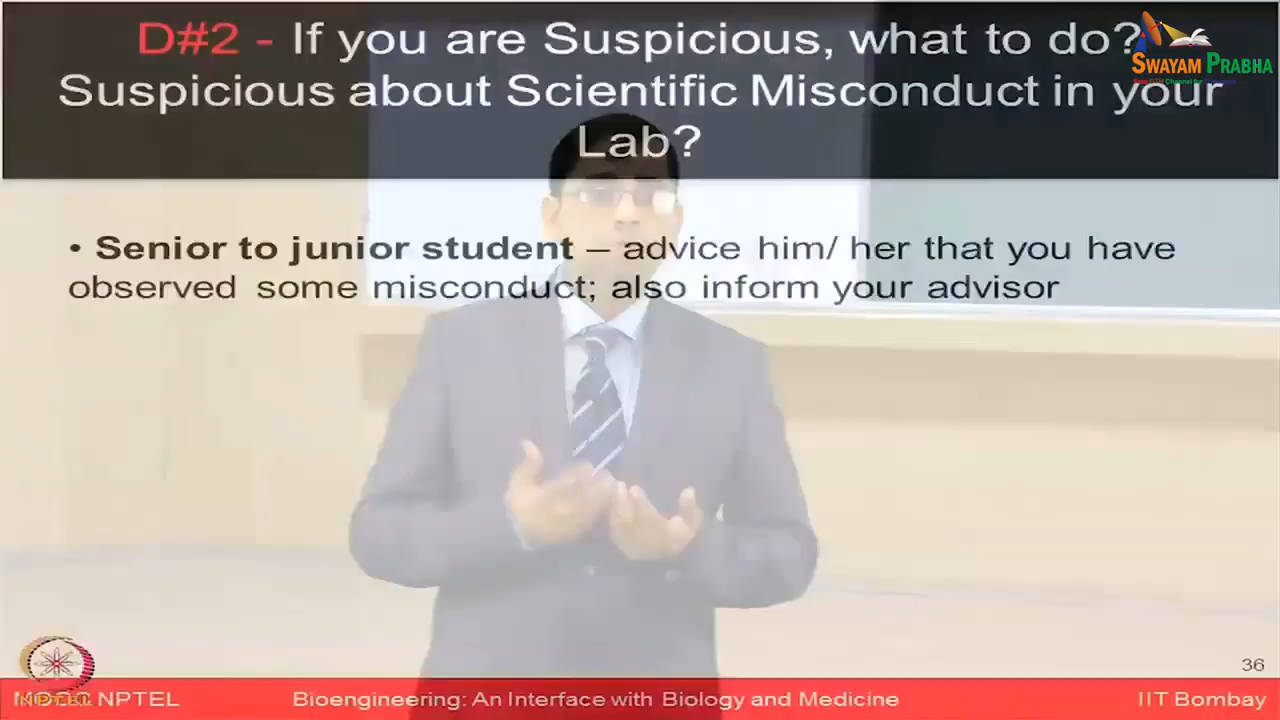 D#2 - If you are Suspicious, what to do?
Suspicious about Scientific Misconduct in your
Lab?
SWAYAM PRABHA
• Senior to junior student – advice him/ her that you have
observed some misconduct; also inform your advisor
36
NPTEL
Bioengineering: An Interface with Biology and Medicine
IIT Bombay